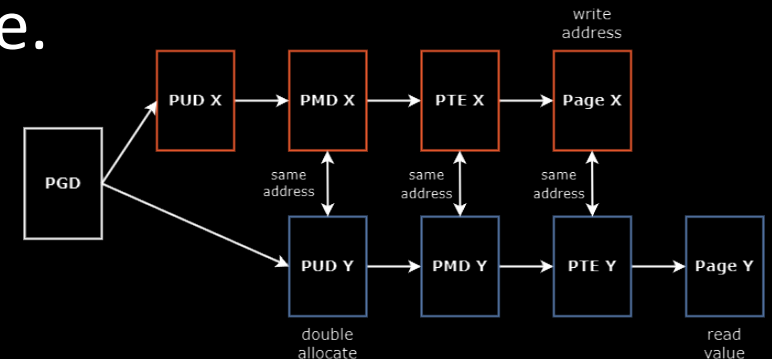 e.
write
address
PUD X
PMD X
PTE X
Page X
PGD
same
address
same
address
same
address
PUD Y
PMD Y
PTE Y
Page Y
double
allocate
read
value